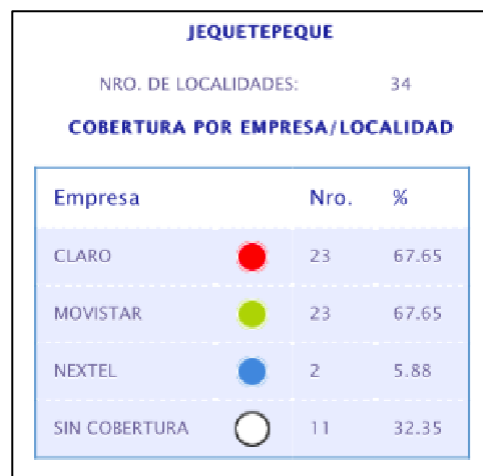 JEQUETEPEQUE
NRO. DE LOCALIDADES: 34
COBERTURA POR EMPRESA/LOCALIDAD
Empresa Nro. %
CLARO 23 67.65
MOVISTAR 23 67.65
NEXTEL 2 5.88
SIN COBERTURA 11 32.35